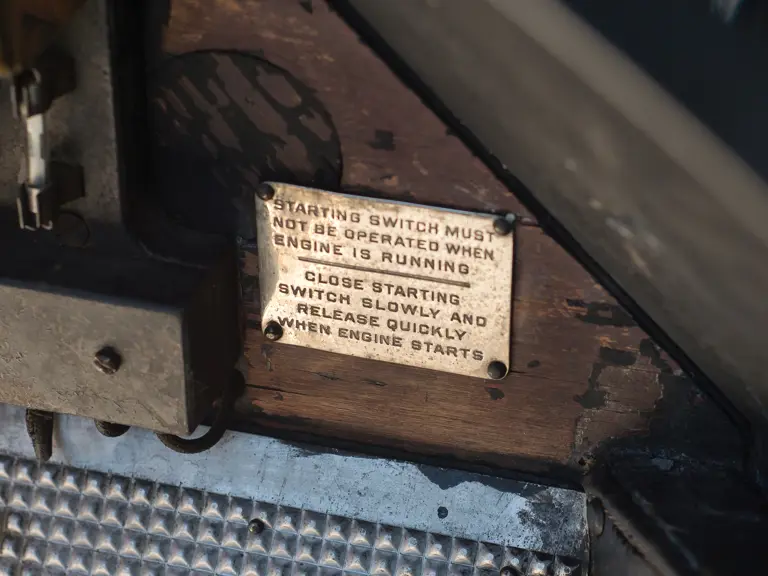 STARTING SWITCH MUST
NOT BE OPERATED WHEN
ENGINE IS RUNNING
CLOSE STARTING
SWITCH SLOWLY AND
RELEASE QUICKLY
WHEN ENGINE STARTS